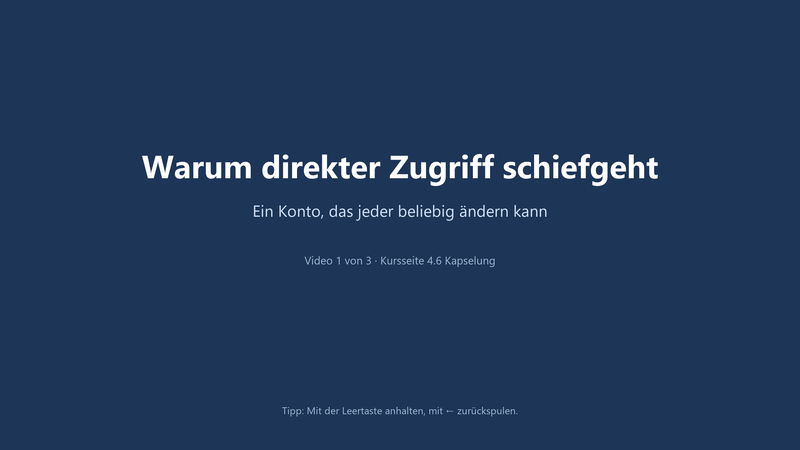 Warum direkter Zugriff schiefgeht
Ein Konto, das jeder beliebig ändern kann
Video 1 von 3 · Kursseite 4.6 Kapselung
Tipp: Mit der Leertaste anhalten, mit ← zurückspulen.